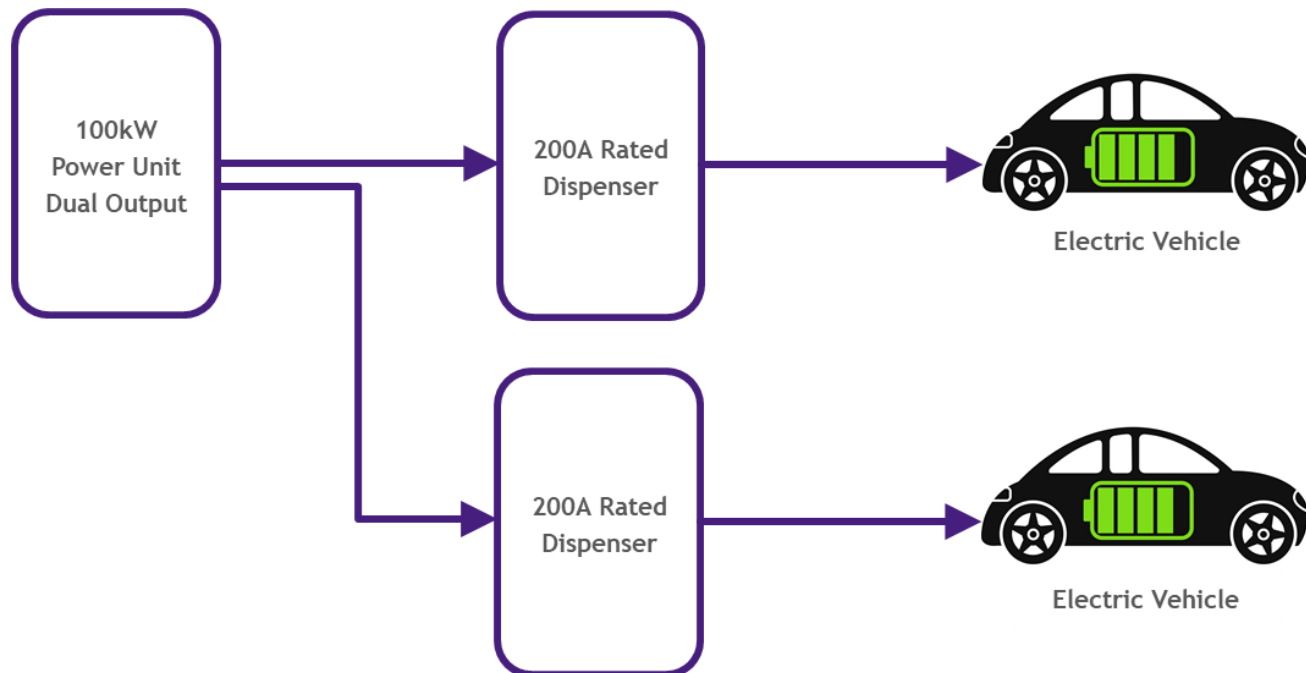 100kW
Power Unit
Dual Output
200A Rated
Dispenser
Electric Vehicle
200A Rated
Dispenser
Electric Vehicle